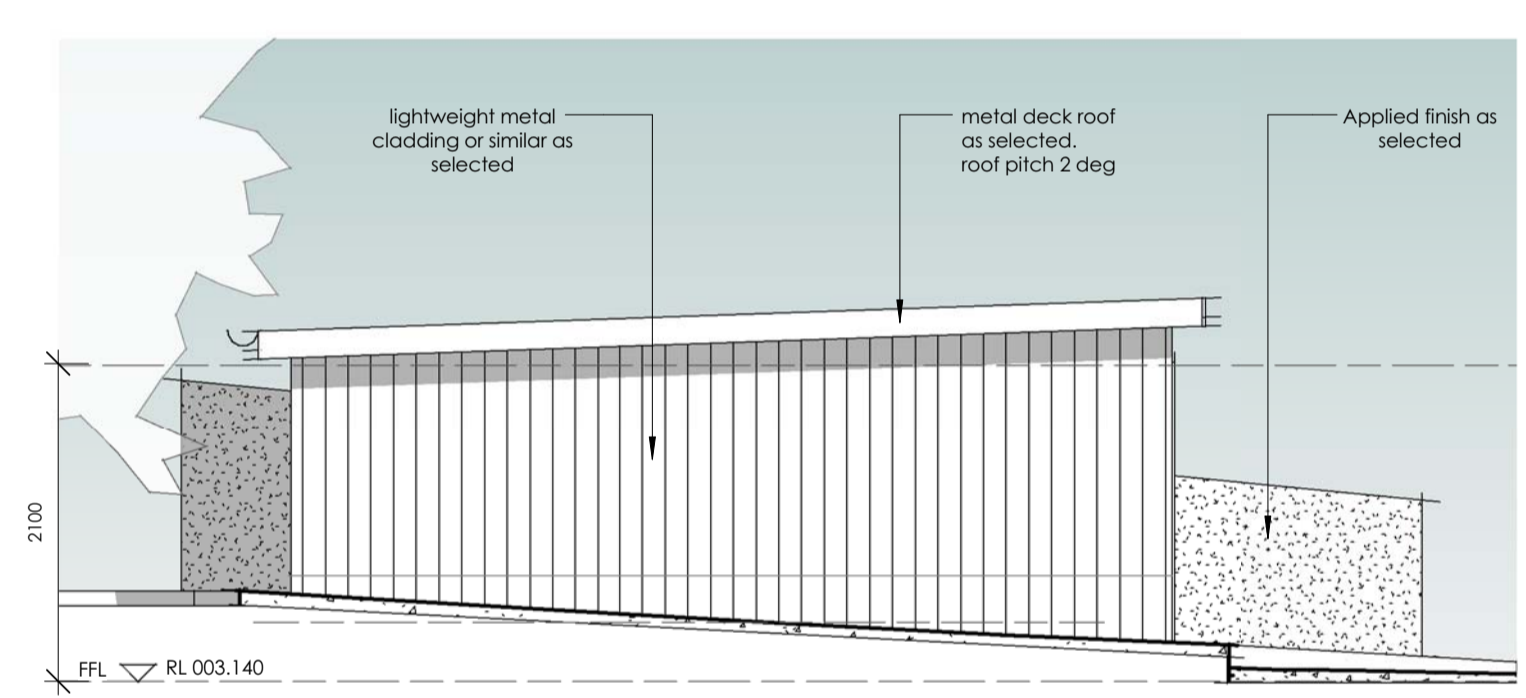 lightweight metal
cladding or similar as
selected
metal deck roof
as selected.
roof pitch 2 deg
Applied finish as
selected
2100
FFL RL 003.140